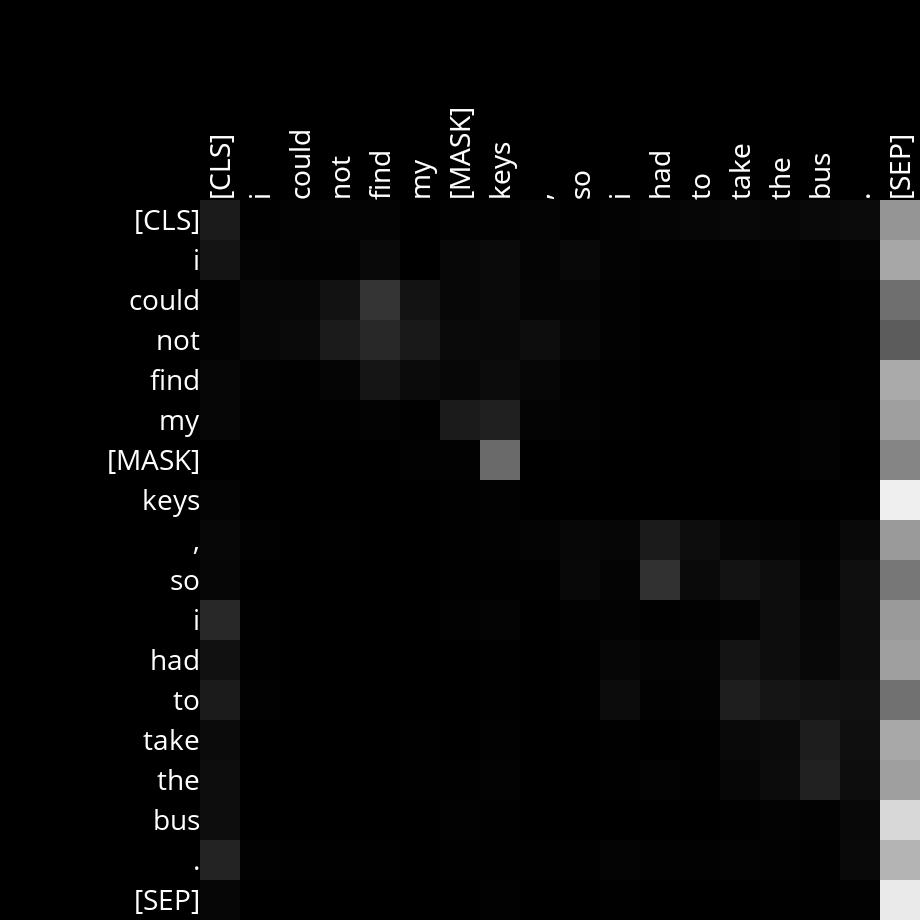 [CLS] i could not find my [MASK] keys , so i had to take the bus . [SEP]
[CLS]
i
could
not
find
my
[MASK]
keys
,
so
i
had
to
take
the
bus
.
[SEP]